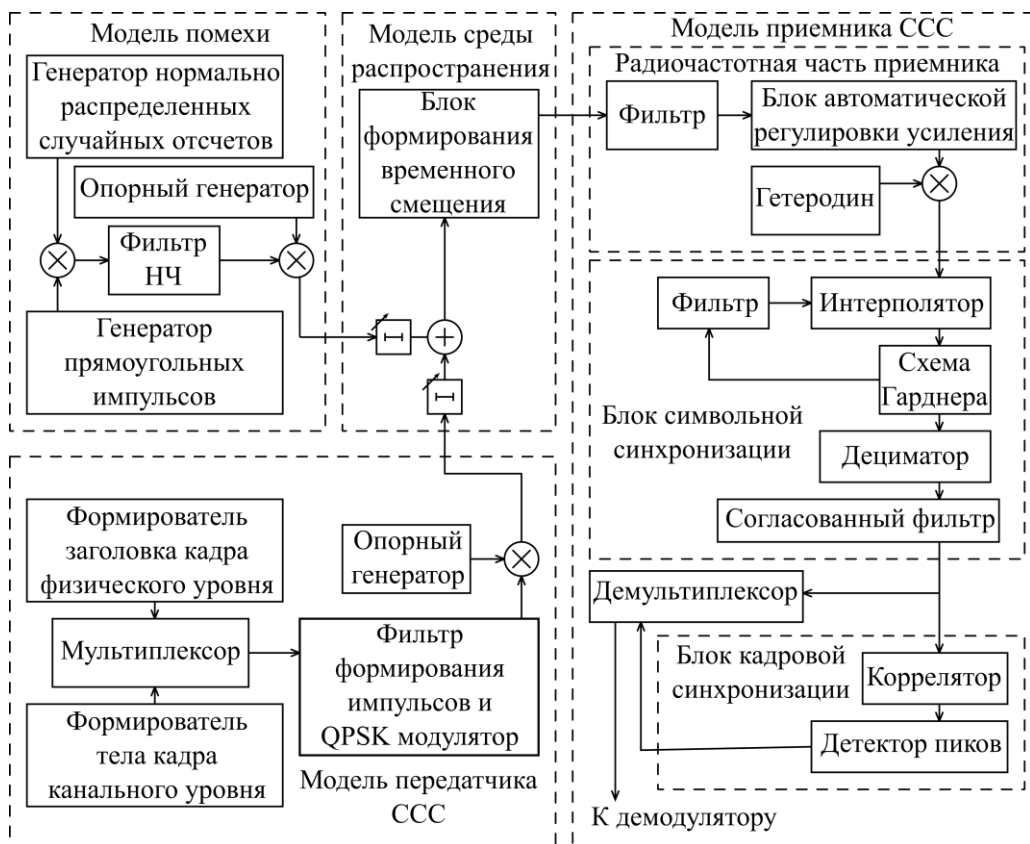 Модель помехи
Генератор нормально
распределенных
случайных отсчетов
Опорный генератор
Фильтр
НЧ
Генератор
прямоугольных
импульсов
Модель среды
распространения
Блок
формирования
временного
смещения
Модель приемника ССС
Радиочастотная часть приемника
Фильтр
Блок автоматической
регулировки усиления
Гетеродин
Фильтр
Интерполятор
Схема
Гарднера
Блок символьной
синхронизации
Дециматор
Согласованный фильтр
Демультиплексор
Блок кадровой
синхронизации
Коррелятор
Детектор пиков
К демодулятору
Формирователь
заголовка кадра
физического уровня
Мультиплексор
Формирователь
тела кадра
канального уровня
Опорный
генератор
Фильтр
формирования
импульсов и
QPSK модулятор
Модель передатчика
ССС